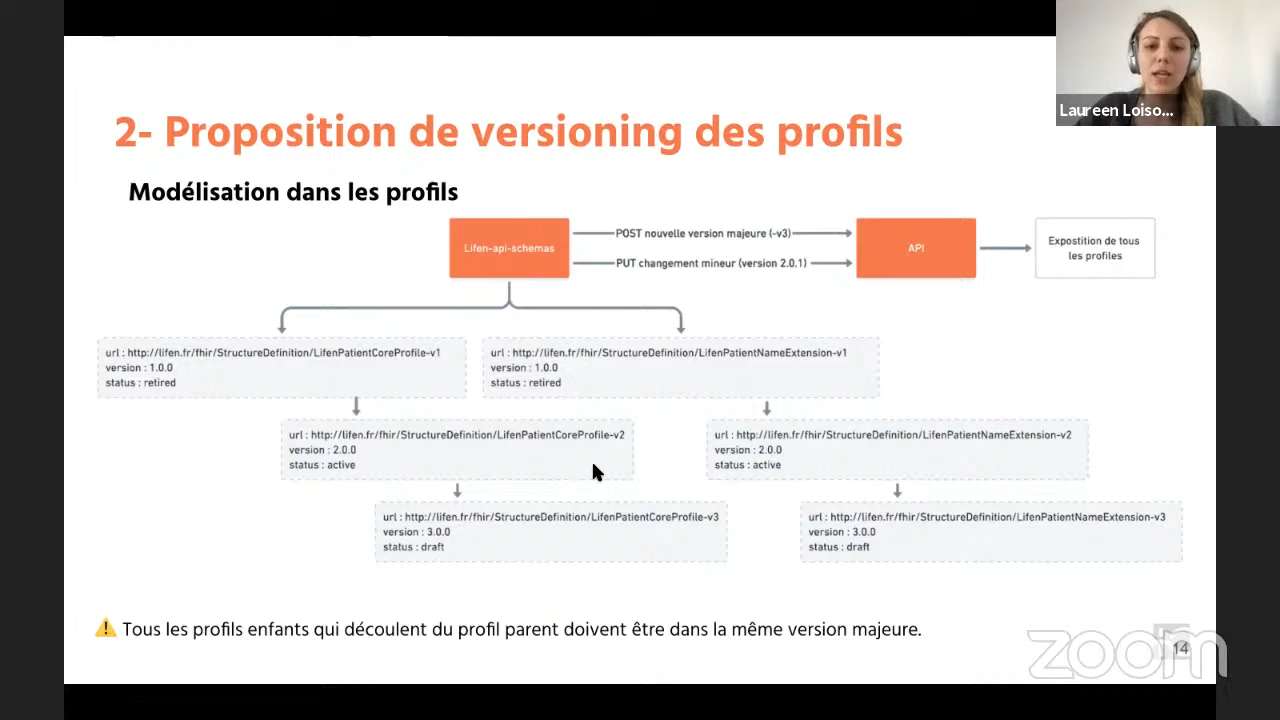 Laureen Loiso...
2- Proposition de versioning des profils
Modélisation dans les profils
Lifen-api-schemas
POST nouvelle version majeure (-v3)
PUT changement mineur (version 2.0.1)
API
Exposition de tous
les profiles
url : http://lifen.fr/fhir/StructureDefinition/LifenPatientCoreProfile-v1
version : 1.0.0
status : retired
url : http://lifen.fr/fhir/StructureDefinition/LifenPatientNameExtension-v1
version : 1.0.0
status : retired
url : http://lifen.fr/fhir/StructureDefinition/LifenPatientCoreProfile-v2
version : 2.0.0
status : active
url : http://lifen.fr/fhir/StructureDefinition/LifenPatientNameExtension-v2
version : 2.0.0
status : active
url : http://lifen.fr/fhir/StructureDefinition/LifenPatientCoreProfile-v3
version : 3.0.0
status : draft
url : http://lifen.fr/fhir/StructureDefinition/LifenPatientNameExtension-v3
version : 3.0.0
status : draft
Tous les profils enfants qui découlent du profil parent doivent être dans la même version majeure.
zoom
14